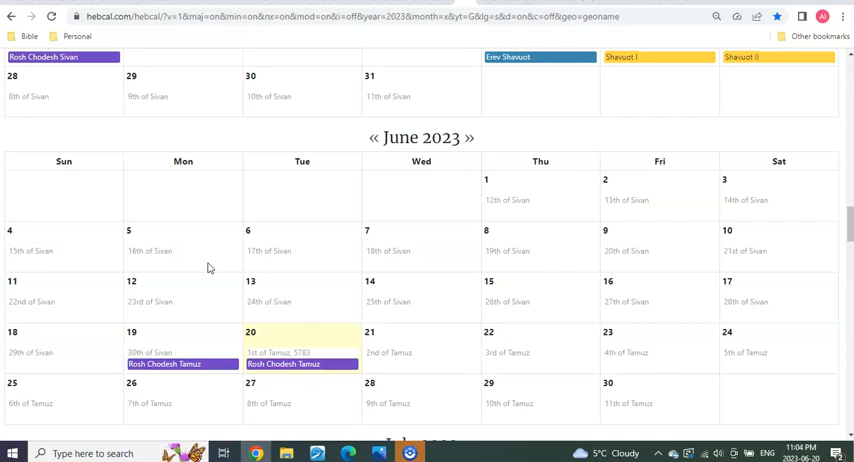 hebcal.com/hebcal/?v=1&maj=on&min=on&nx=on&mod=on&i=off&year=2023&month=x&yt=G&lg=s&d=on&c=off&geo=geoname
AI
Bible Personal Other bookmarks
Rosh Chodesh Sivan Erev Shavuot Shavuot I Shavuot II
28 29 30 31
8th of Sivan 9th of Sivan 10th of Sivan 11th of Sivan
« June 2023 »
Sun Mon Tue Wed Thu Fri Sat
1 2 3
12th of Sivan 13th of Sivan 14th of Sivan
4 5 6 7 8 9 10
15th of Sivan 16th of Sivan 17th of Sivan 18th of Sivan 19th of Sivan 20th of Sivan 21st of Sivan
11 12 13 14 15 16 17
22nd of Sivan 23rd of Sivan 24th of Sivan 25th of Sivan 26th of Sivan 27th of Sivan 28th of Sivan
18 19 20 21 22 23 24
29th of Sivan 30th of Sivan 1st of Tamuz, 5783 2nd of Tamuz 3rd of Tamuz 4th of Tamuz 5th of Tamuz
Rosh Chodesh Tamuz Rosh Chodesh Tamuz
25 26 27 28 29 30
6th of Tamuz 7th of Tamuz 8th of Tamuz 9th of Tamuz 10th of Tamuz 11th of Tamuz
Type here to search
5°C Cloudy
ENG
11:04 PM
2023-06-20
2